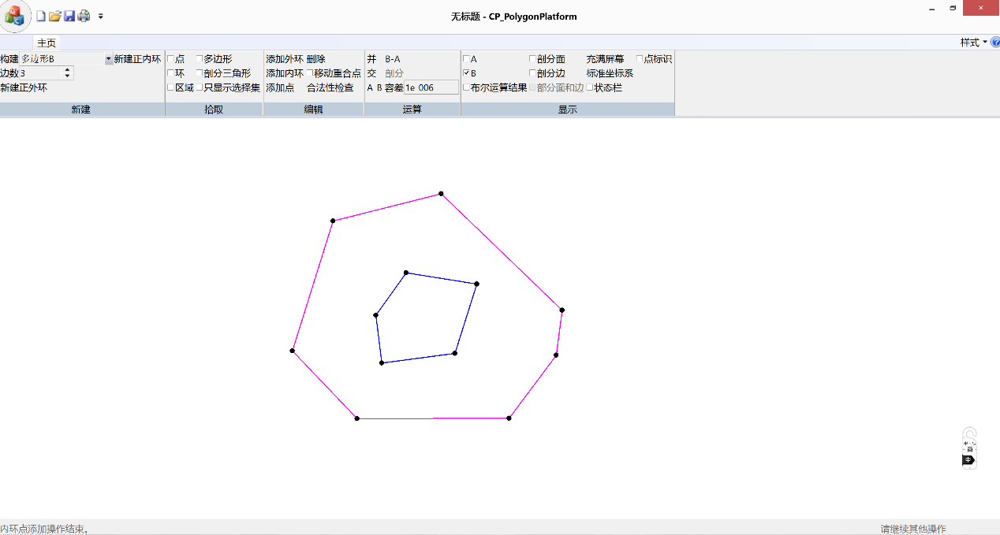 无标题 - CP_PolygonPlatform
主页
样式
构建 多边形B 新建正内环 点 多边形 添加外环 删除 并 B-A A 剖分面 充满屏幕 点标识
边数 3 环 剖分三角形 添加内环 移动重合点 交 剖分 B 剖分边 标准坐标系
新建正外环 区域 只显示选择集 添加点 合法性检查 A B 容差 1e 006 布尔运算结果 部分面和边 状态栏
新建 拾取 编辑 运算 显示
简
中
内环点添加操作结束。 请继续其他操作